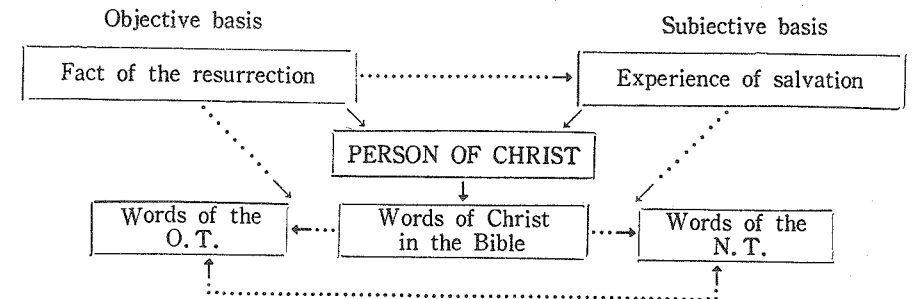 Objective basis
Subiective basis
Fact of the resurrection
Experience of salvation
PERSON OF CHRIST
Words of the
O. T.
Words of Christ
in the Bible
Words of the
N. T.